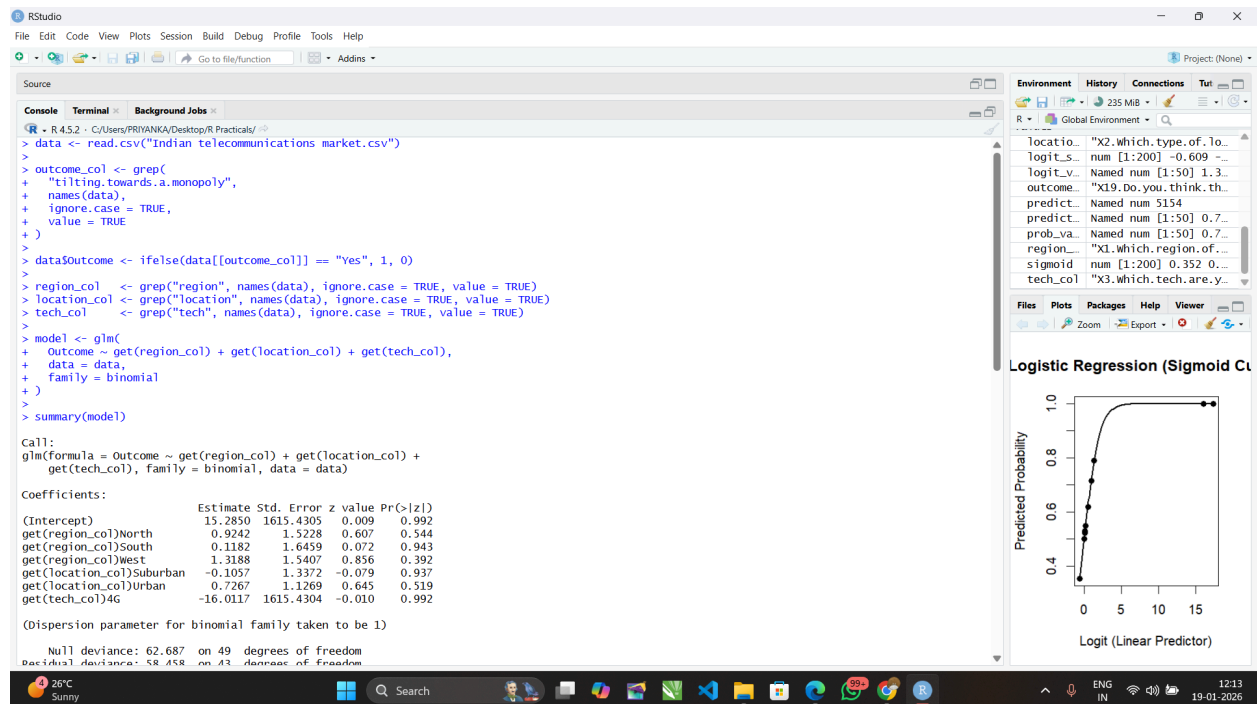 RStudio
File Edit Code View Plots Session Build Debug Profile Tools Help
Go to file/function
Addins
Project: (None)
Source
Console Terminal Background Jobs
R 4.5.2 · C:/Users/PRIYANKA/Desktop/R Practicals/
> data <- read.csv("Indian telecommunications market.csv")
>
> outcome_col <- grep(
+   "tilting.towards.a.monopoly",
+   names(data),
+   ignore.case = TRUE,
+   value = TRUE
+ )
>
> data$Outcome <- ifelse(data[[outcome_col]] == "Yes", 1, 0)
>
> region_col   <- grep("region", names(data), ignore.case = TRUE, value = TRUE)
> location_col <- grep("location", names(data), ignore.case = TRUE, value = TRUE)
> tech_col     <- grep("tech", names(data), ignore.case = TRUE, value = TRUE)
>
> model <- glm(
+   Outcome ~ get(region_col) + get(location_col) + get(tech_col),
+   data = data,
+   family = binomial
+ )
>
> summary(model)
Call:
glm(formula = Outcome ~ get(region_col) + get(location_col) +
    get(tech_col), family = binomial, data = data)
Coefficients:
Estimate Std. Error z value Pr(>|z|)
(Intercept) 15.2850 1615.4305 0.009 0.992
get(region_col)North 0.9242 1.5228 0.607 0.544
get(region_col)South 0.1182 1.6459 0.072 0.943
get(region_col)West 1.3188 1.5407 0.856 0.392
get(location_col)Suburban -0.1057 1.3372 -0.079 0.937
get(location_col)Urban 0.7267 1.1269 0.645 0.519
get(tech_col)4G -16.0117 1615.4304 -0.010 0.992
(Dispersion parameter for binomial family taken to be 1)
Null deviance: 62.687 on 49 degrees of freedom
Residual deviance: 58.458 on 43 degrees of freedom
Environment History Connections Tut
235 MiB
R Global Environment
locatio… "X2.Which.type.of.lo…
logit_s… num [1:200] -0.609 -…
logit_v… Named num [1:50] 1.3…
outcome… "X19.Do.you.think.th…
predict… Named num 5154
predict… Named num [1:50] 0.7…
prob_va… Named num [1:50] 0.7…
region_… "X1.Which.region.of.…
sigmoid num [1:200] 0.352 0.…
tech_col "X3.Which.tech.are.y…
Files Plots Packages Help Viewer
Zoom Export
Logistic Regression (Sigmoid Cu
Predicted Probability
1.0
0.8
0.6
0.4
0 5 10 15
Logit (Linear Predictor)
4
26°C
Sunny
Search
99+
ENG
IN
12:13
19-01-2026